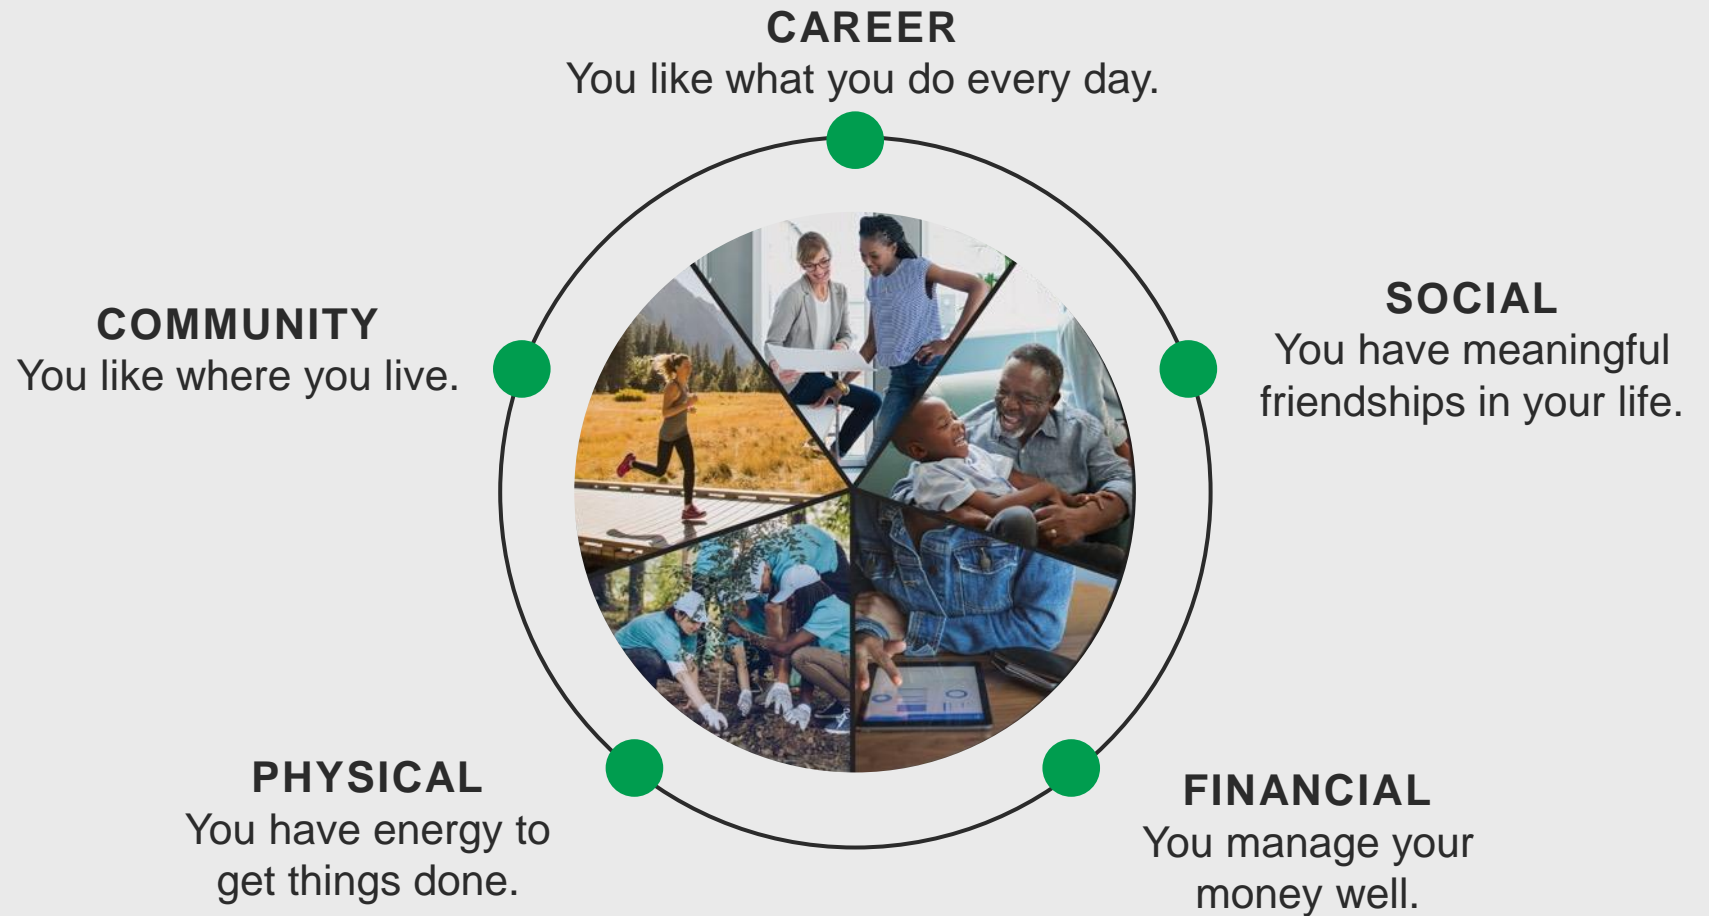 CAREER
You like what you do every day.
SOCIAL
You have meaningful
friendships in your life.
FINANCIAL
You manage your
money well.
PHYSICAL
You have energy to
get things done.
COMMUNITY
You like where you live.